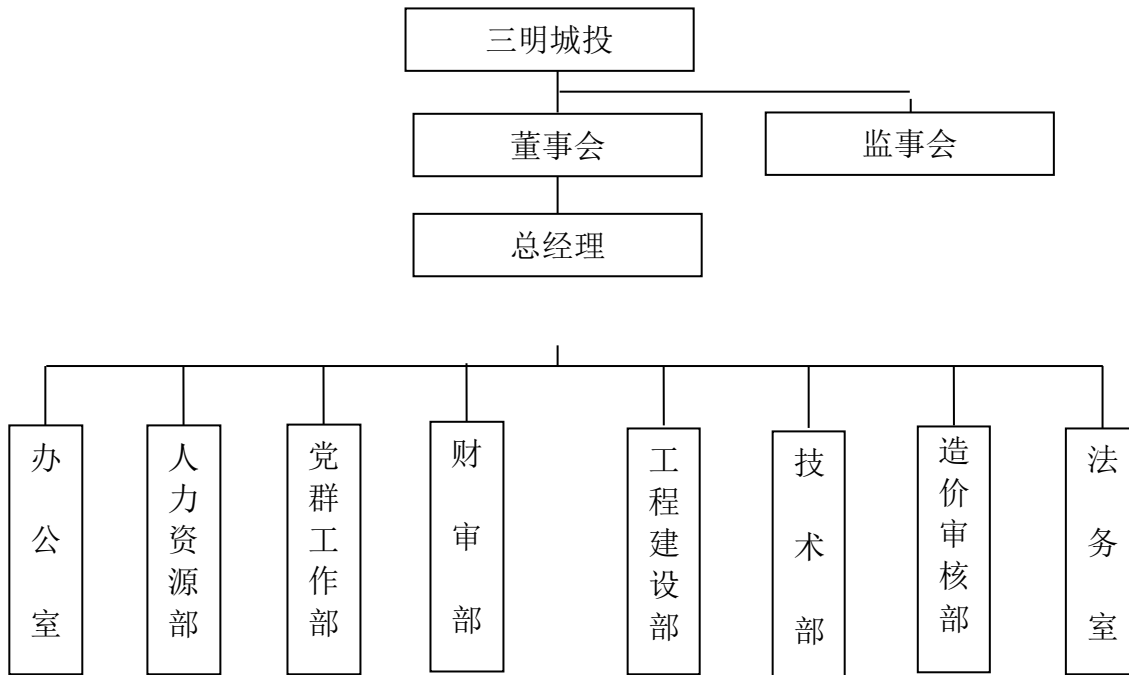 三明城投
董事会
监事会
总经理
办公室
人力资源部
党群工作部
财审部
工程建设部
技术部
造价审核部
法务室